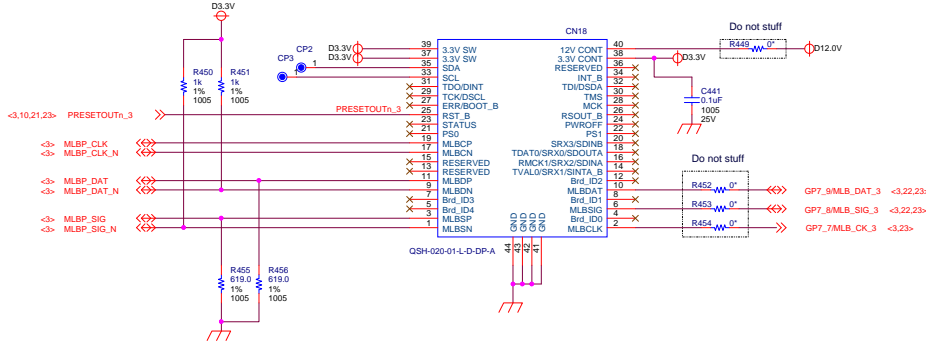 D3.3V
CN18
Do not stuff
R449 0*
D12.0V
D3.3V
D3.3V
CP2
CP3
1
1
39 3.3V SW 12V CONT 40
37 3.3V SW 3.3V CONT 38
35 SDA RESERVED 36
33 SCL INT_B 34
31 TDO/DINT TDI/DSDA 32
29 TCK/DSCL TMS 30
27 ERR/BOOT_B MCK 28
25 RST_B RSOUT_B 26
23 STATUS PWROFF 24
21 PS0 PS1 22
19 MLBCP SRX3/SDINB 20
17 MLBCN TDAT0/SRX0/SDOUTA 18
15 RESERVED RMCK1/SRX2/SDINA 16
13 RESERVED TVAL0/SRX1/SINTA_B 14
11 MLBDP Brd_ID2 12
9 MLBDN MLBDAT 10
7 Brd_ID3 Brd_ID1 8
5 Brd_ID4 MLBSIG 6
3 MLBSP Brd_ID0 4
1 MLBSN MLBCLK 2
GND GND GND GND
44 43 42 41
QSH-020-01-L-D-DP-A
D3.3V
C441
0.1uF
1005
25V
R450
1k
1%
1005
R451
1k
1%
1005
<3,10,21,23> PRESETOUTn_3
PRESETOUTn_3
<3> MLBP_CLK
<3> MLBP_CLK_N
<3> MLBP_DAT
<3> MLBP_DAT_N
<3> MLBP_SIG
<3> MLBP_SIG_N
Do not stuff
R452 0*
GP7_9/MLB_DAT_3 <3,22,23>
R453 0*
GP7_8/MLB_SIG_3 <3,22,23>
R454 0*
GP7_7/MLB_CK_3 <3,23>
R455
619.0
1%
1005
R456
619.0
1%
1005